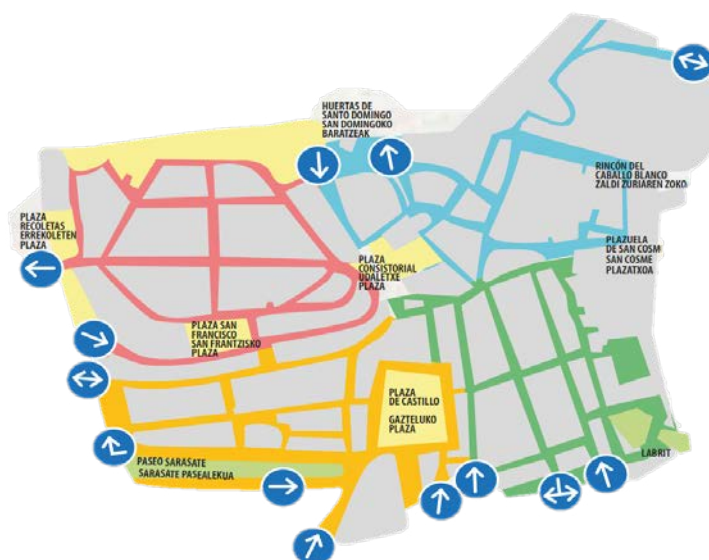 HUERTAS DE
SANTO DOMINGO
SAN DOMINGOKO
BARATZEAK
RINCÓN DEL
CABALLO BLANCO
ZALDI ZURIAREN ZOKO
PLAZA
RECOLETAS
ERREKOLETEN
PLAZA
PLAZUELA
DE SAN COSM
SAN COSME
PLAZATXOA
PLAZA
CONSISTORIAL
UDALETXE
PLAZA
PLAZA SAN
FRANCISCO
SAN FRANTZISKO
PLAZA
PLAZA
DE CASTILLO
GAZTELUKO
PLAZA
PASEO SARASATE
SARASATE PASEALEKUA
LABRIT